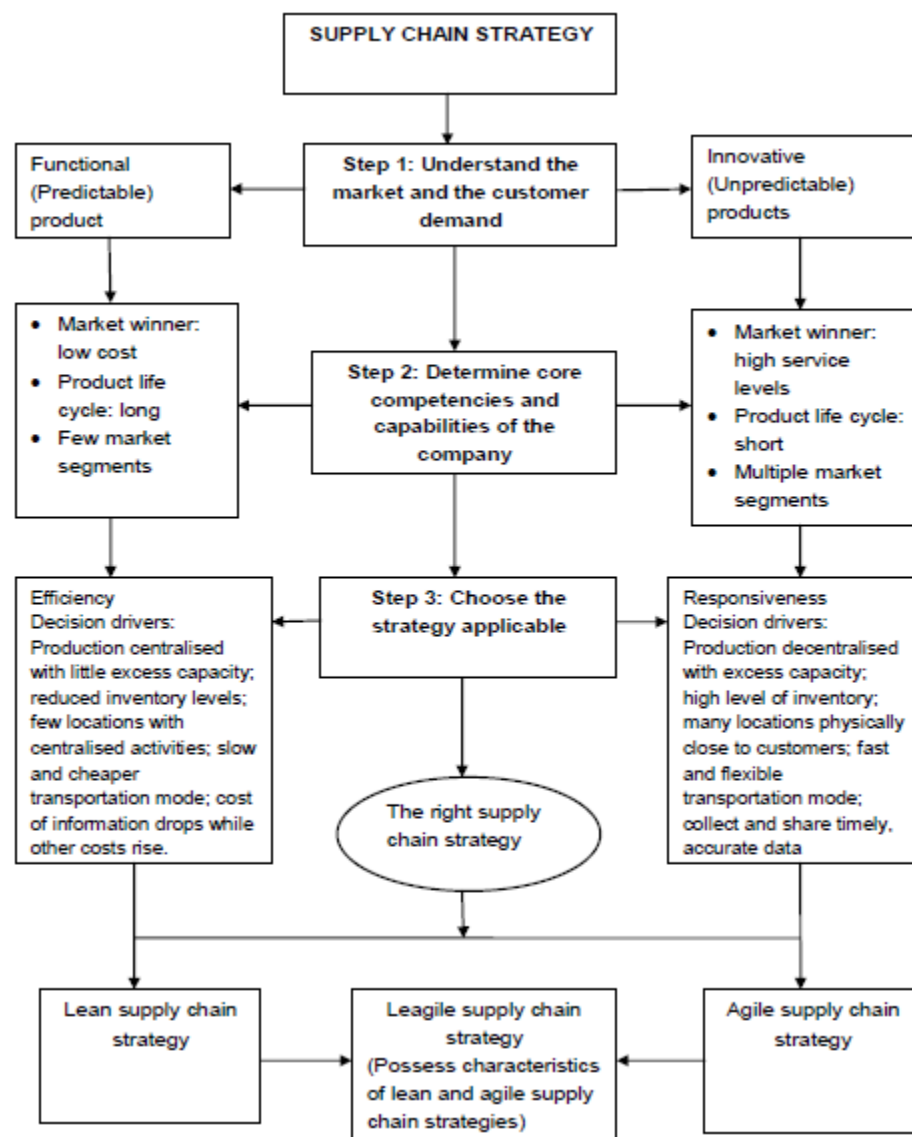 SUPPLY CHAIN STRATEGY
Functional
(Predictable)
product
Step 1: Understand the
market and the customer
demand
Innovative
(Unpredictable)
products
• Market winner:
low cost
• Product life
cycle: long
• Few market
segments
Step 2: Determine core
competencies and
capabilities of the
company
• Market winner:
high service
levels
• Product life cycle:
short
• Multiple market
segments
Efficiency
Decision drivers:
Production centralised
with little excess capacity;
reduced inventory levels;
few locations with
centralised activities; slow
and cheaper
transportation mode; cost
of information drops while
other costs rise.
Step 3: Choose the
strategy applicable
Responsiveness
Decision drivers:
Production decentralised
with excess capacity;
high level of inventory;
many locations physically
close to customers; fast
and flexible
transportation mode;
collect and share timely,
accurate data
The right supply
chain strategy
Lean supply chain
strategy
Leagile supply chain
strategy
(Possess characteristics
of lean and agile supply
chain strategies)
Agile supply chain
strategy